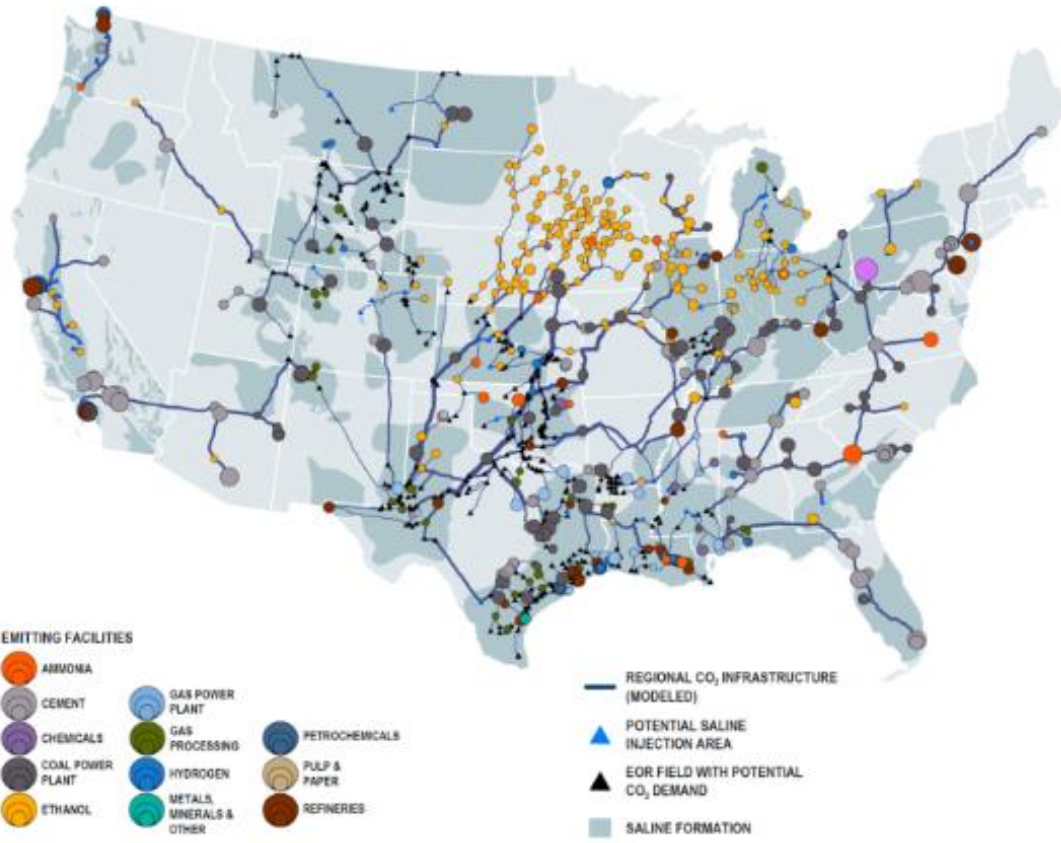 EMITTING FACILITIES
AMMONIA
CEMENT
CHEMICALS
COAL POWER
PLANT
ETHANOL
GAS POWER
PLANT
GAS
PROCESSING
HYDROGEN
METALS,
MINERALS &
OTHER
PETROCHEMICALS
PULP &
PAPER
REFINERIES
REGIONAL CO₂ INFRASTRUCTURE
(MODELED)
POTENTIAL SALINE
INJECTION AREA
EOR FIELD WITH POTENTIAL
CO₂ DEMAND
SALINE FORMATION